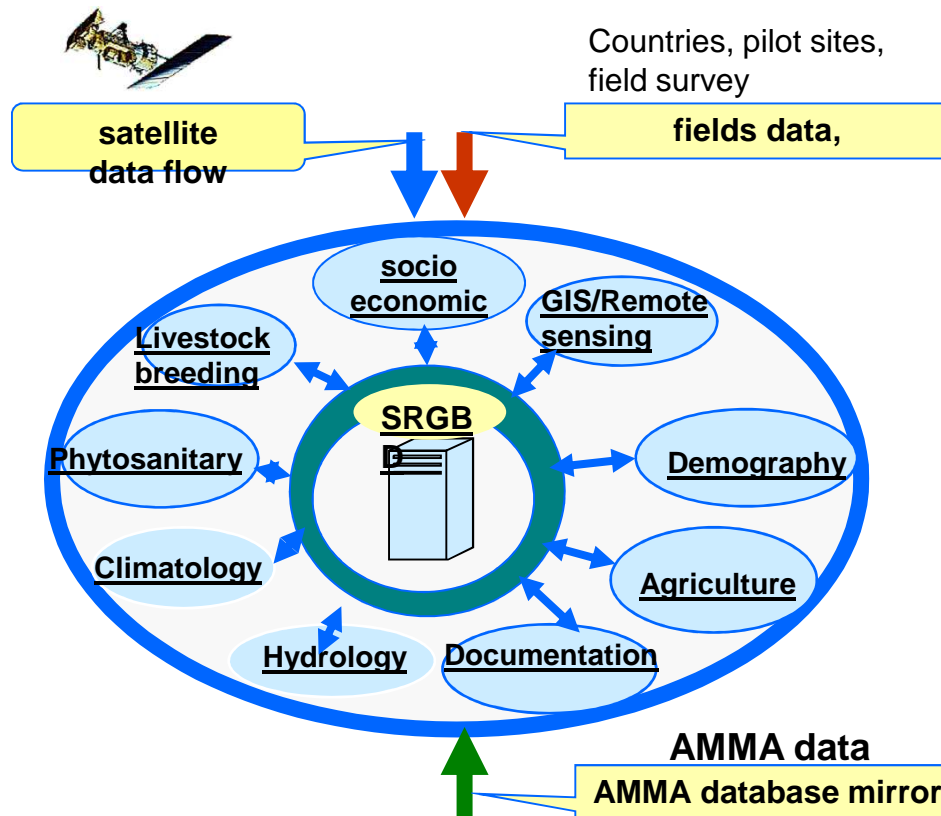 Countries, pilot sites,
field survey
satellite
data flow
fields data,
socio
economic
GIS/Remote
sensing
Livestock
breeding
SRGB
D
Phytosanitary
Demography
Climatology
Agriculture
Hydrology
Documentation
AMMA data
AMMA database mirror